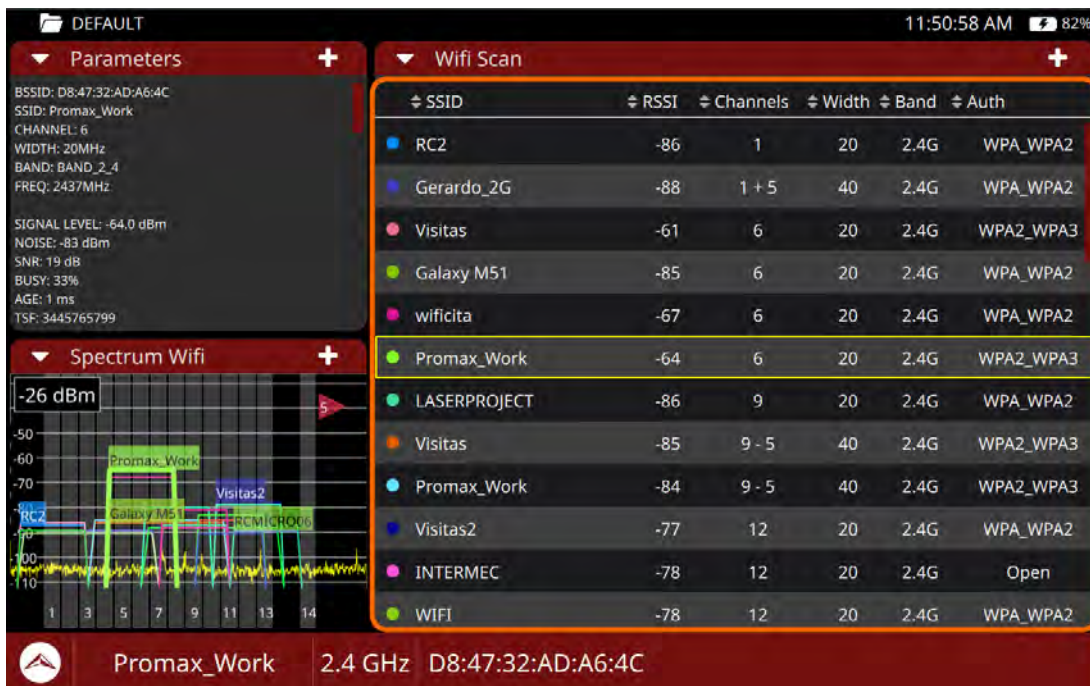 DEFAULT
11:50:58 AM 82%
Parameters
BSSID: D8:47:32:AD:A6:4C
SSID: Promax_Work
CHANNEL: 6
WIDTH: 20MHz
BAND: BAND_2_4
FREQ: 2437MHz
SIGNAL LEVEL: -64.0 dBm
NOISE: -83 dBm
SNR: 19 dB
BUSY: 33%
AGE: 1 ms
TSF: 3445765799
Spectrum Wifi
-26 dBm
5
-50
-60
Promax_Work
-70
Visitas2
RC2
Galaxy M51
RCMICRO06
-100
-110
1 3 5 7 9 11 13 14
Wifi Scan
SSID RSSI Channels Width Band Auth
RC2 -86 1 20 2.4G WPA_WPA2
Gerardo_2G -88 1 + 5 40 2.4G WPA_WPA2
Visitas -61 6 20 2.4G WPA2_WPA3
Galaxy M51 -85 6 20 2.4G WPA_WPA2
wificita -67 6 20 2.4G WPA_WPA2
Promax_Work -64 6 20 2.4G WPA2_WPA3
LASERPROJECT -86 9 20 2.4G WPA_WPA2
Visitas -85 9 - 5 40 2.4G WPA2_WPA3
Promax_Work -84 9 - 5 40 2.4G WPA2_WPA3
Visitas2 -77 12 20 2.4G WPA_WPA2
INTERMEC -78 12 20 2.4G Open
WIFI -78 12 20 2.4G WPA_WPA2
Promax_Work 2.4 GHz D8:47:32:AD:A6:4C